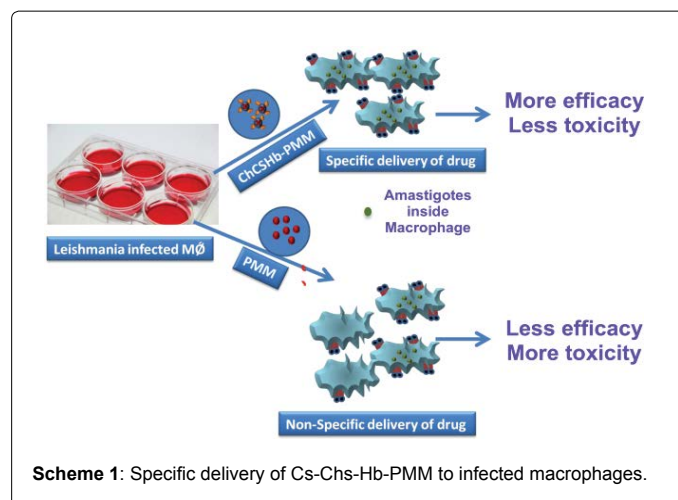 ChCSHb-PMM
More efficacy
Less toxicity
Specific delivery of drug
Amastigotes
inside
Macrophage
Leishmania infected MǾ
PMM
Less efficacy
More toxicity
Non-Specific delivery of drug
Scheme 1: Specific delivery of Cs-Chs-Hb-PMM to infected macrophages.